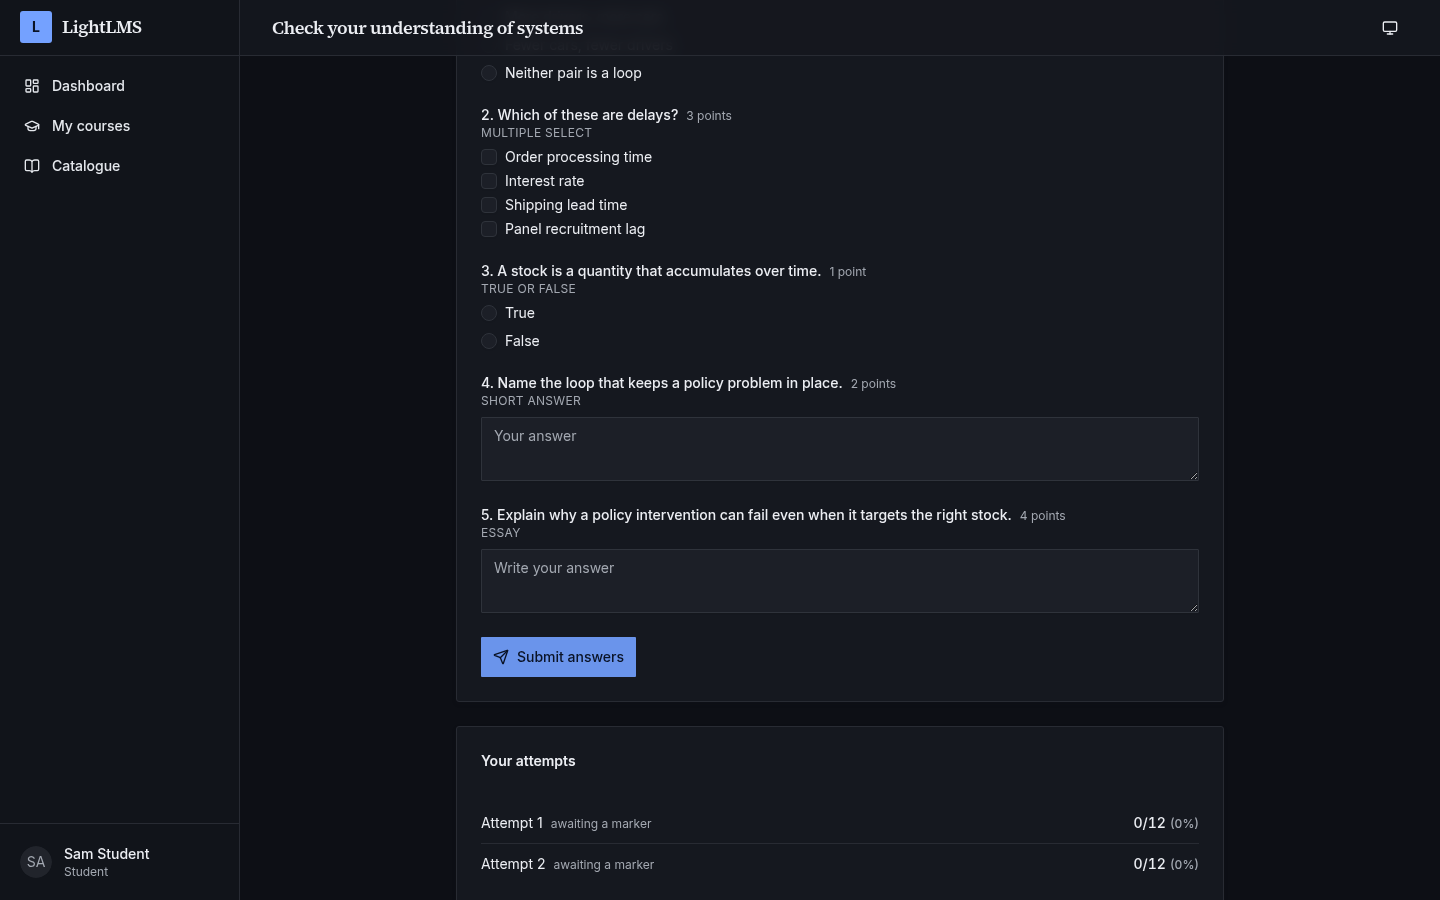 L LightLMS
Check your understanding of systems
Dashboard
My courses
Catalogue
Neither pair is a loop
2. Which of these are delays? 3 points
MULTIPLE SELECT
Order processing time
Interest rate
Shipping lead time
Panel recruitment lag
3. A stock is a quantity that accumulates over time. 1 point
TRUE OR FALSE
True
False
4. Name the loop that keeps a policy problem in place. 2 points
SHORT ANSWER
Your answer
5. Explain why a policy intervention can fail even when it targets the right stock. 4 points
ESSAY
Write your answer
Submit answers
Your attempts
Attempt 1 awaiting a marker 0/12 (0%)
Attempt 2 awaiting a marker 0/12 (0%)
SA Sam Student
Student